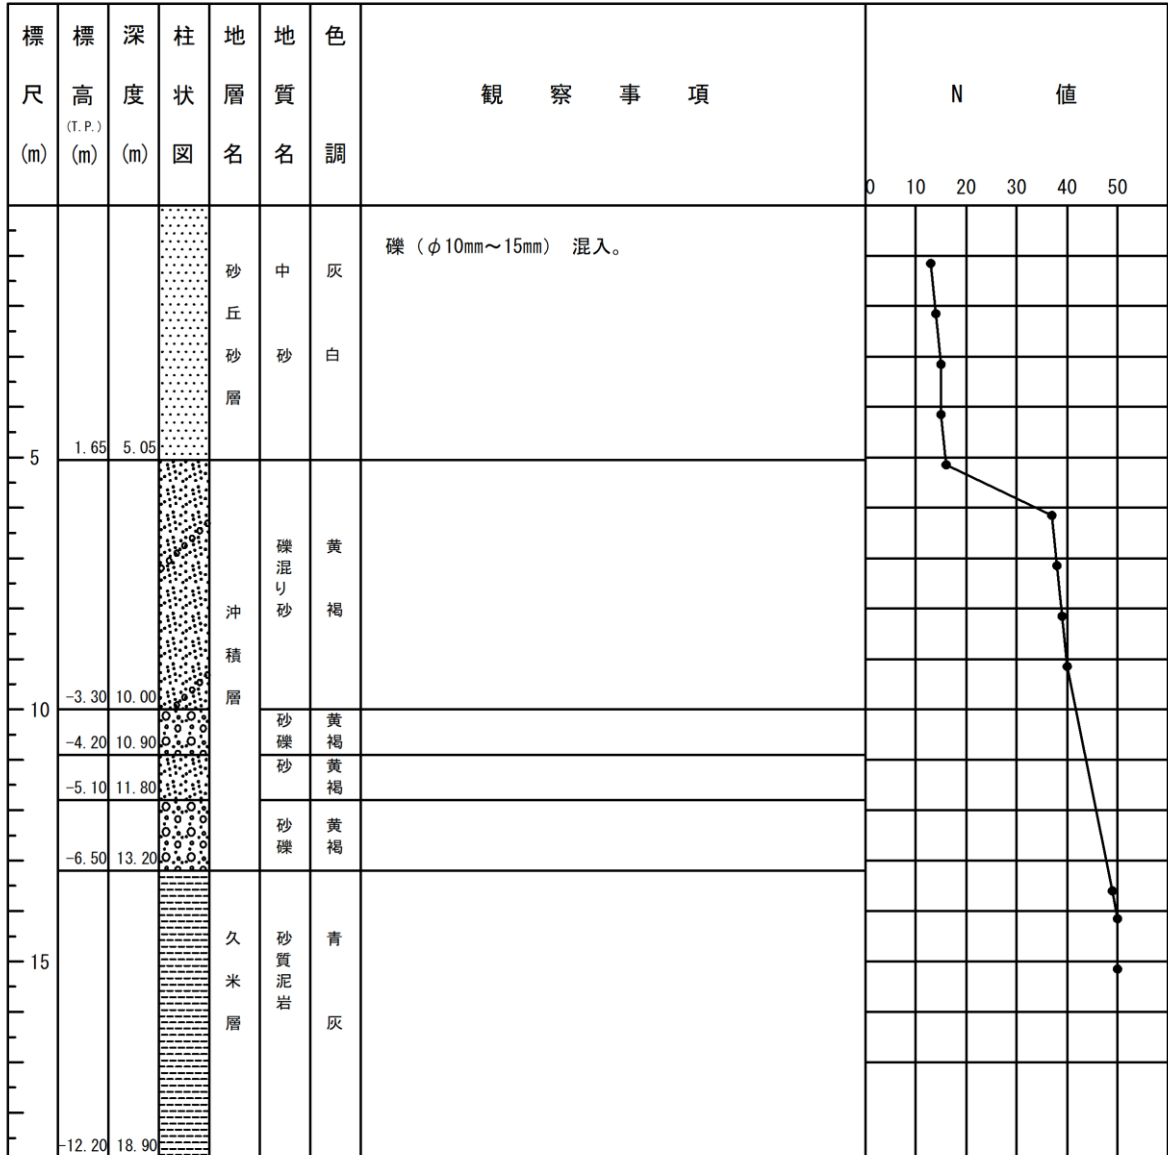 標尺(m)
標高(T.P.)(m)
深度(m)
柱状図
地層名
地質名
色調
観察事項
N値
0 10 20 30 40 50
礫(φ10mm～15mm) 混入。
砂丘砂層
中砂
灰白
1.65 5.05
5
沖積層
礫混り砂
黄褐
-3.30 10.00
10
砂礫
黄褐
-4.20 10.90
砂
黄褐
-5.10 11.80
砂礫
黄褐
-6.50 13.20
久米層
砂質泥岩
青灰
15
-12.20 18.90